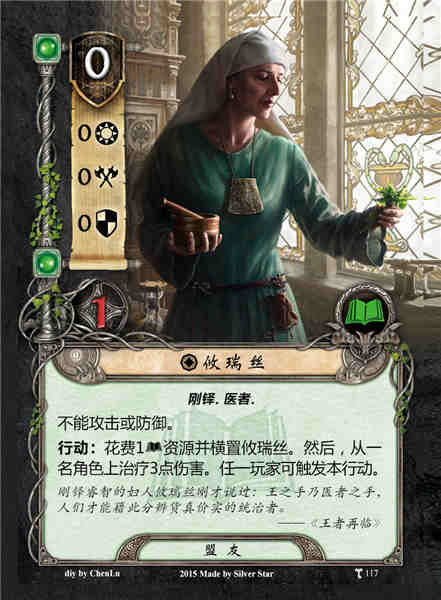 0
0
0
0
1
攸瑞丝
刚铎. 医者.
不能攻击或防御。
行动：花费1资源并横置攸瑞丝。然后，从一
名角色上治疗3点伤害。任一玩家可触发本行动。
刚铎睿智的妇人攸瑞丝刚才说过：王之手乃医者之手，
人们才能藉此分辨货真价实的统治者。
——《王者再临》
盟友
diy by ChenLu 2015 Made by Silver Star 117